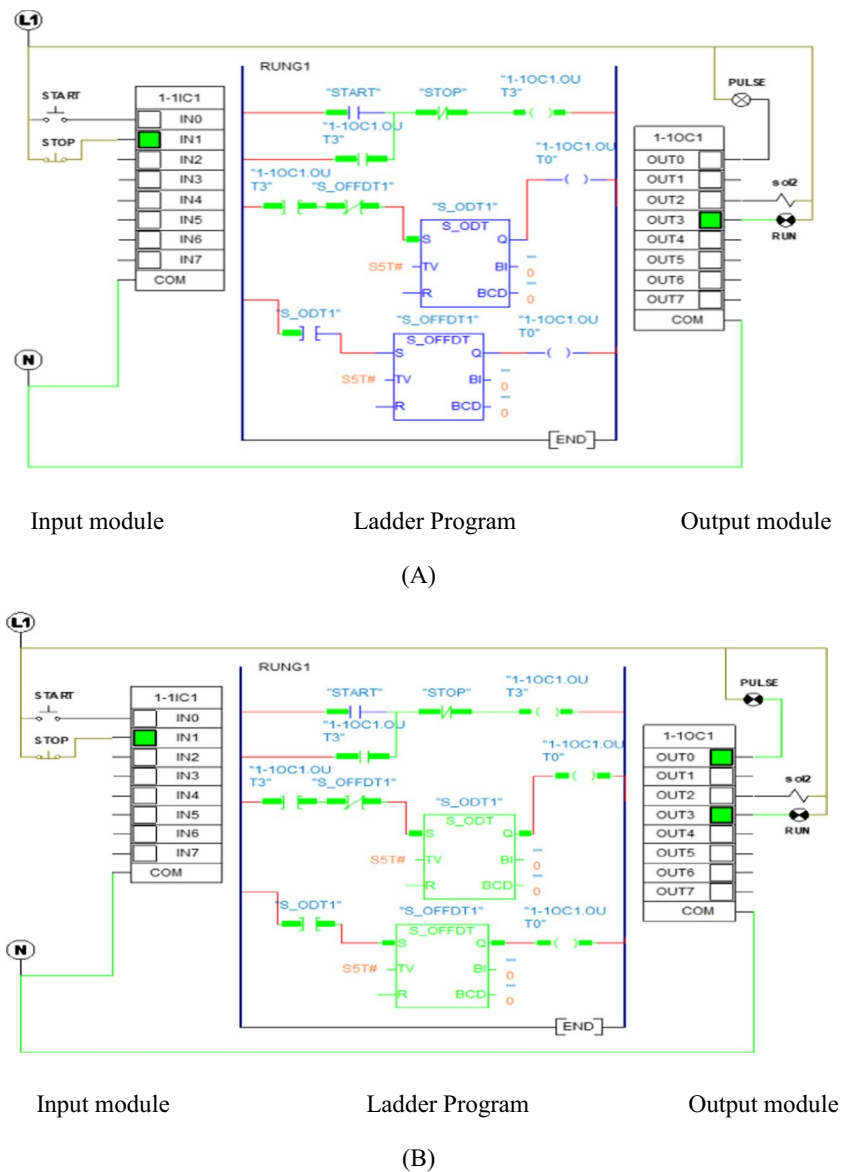 L1
RUNG1
START
1-1IC1
"START"
"STOP"
"1-1OC1.OU
T3"
PULSE
IN0
STOP
IN1
"1-1OC1.OU
T3"
1-1OC1
IN2
"1-1OC1.OU
T0"
OUT0
IN3
"1-1OC1.OU
T3"
"S_OFFDT1"
OUT1
IN4
OUT2
sol2
IN5
"S_ODT1"
OUT3
RUN
IN6
S_ODT
S
Q
OUT4
IN7
S5T#
TV
BI
0
OUT5
COM
R
BCD
0
OUT6
OUT7
"S_ODT1"
"S_OFFDT1"
"1-1OC1.OU
T0"
COM
S_OFFDT
S
Q
N
S5T#
TV
BI
0
R
BCD
0
END
Input module
Ladder Program
Output module
(A)
L1
RUNG1
START
1-1IC1
"START"
"STOP"
"1-1OC1.OU
T3"
PULSE
IN0
STOP
IN1
"1-1OC1.OU
T3"
1-1OC1
IN2
"1-1OC1.OU
T0"
OUT0
IN3
"1-1OC1.OU
T3"
"S_OFFDT1"
OUT1
IN4
OUT2
sol2
IN5
"S_ODT1"
OUT3
RUN
IN6
S_ODT
S
Q
OUT4
IN7
S5T#
TV
BI
0
OUT5
COM
R
BCD
0
OUT6
OUT7
"S_ODT1"
"S_OFFDT1"
"1-1OC1.OU
T0"
COM
S_OFFDT
S
Q
N
S5T#
TV
BI
0
R
BCD
0
END
Input module
Ladder Program
Output module
(B)